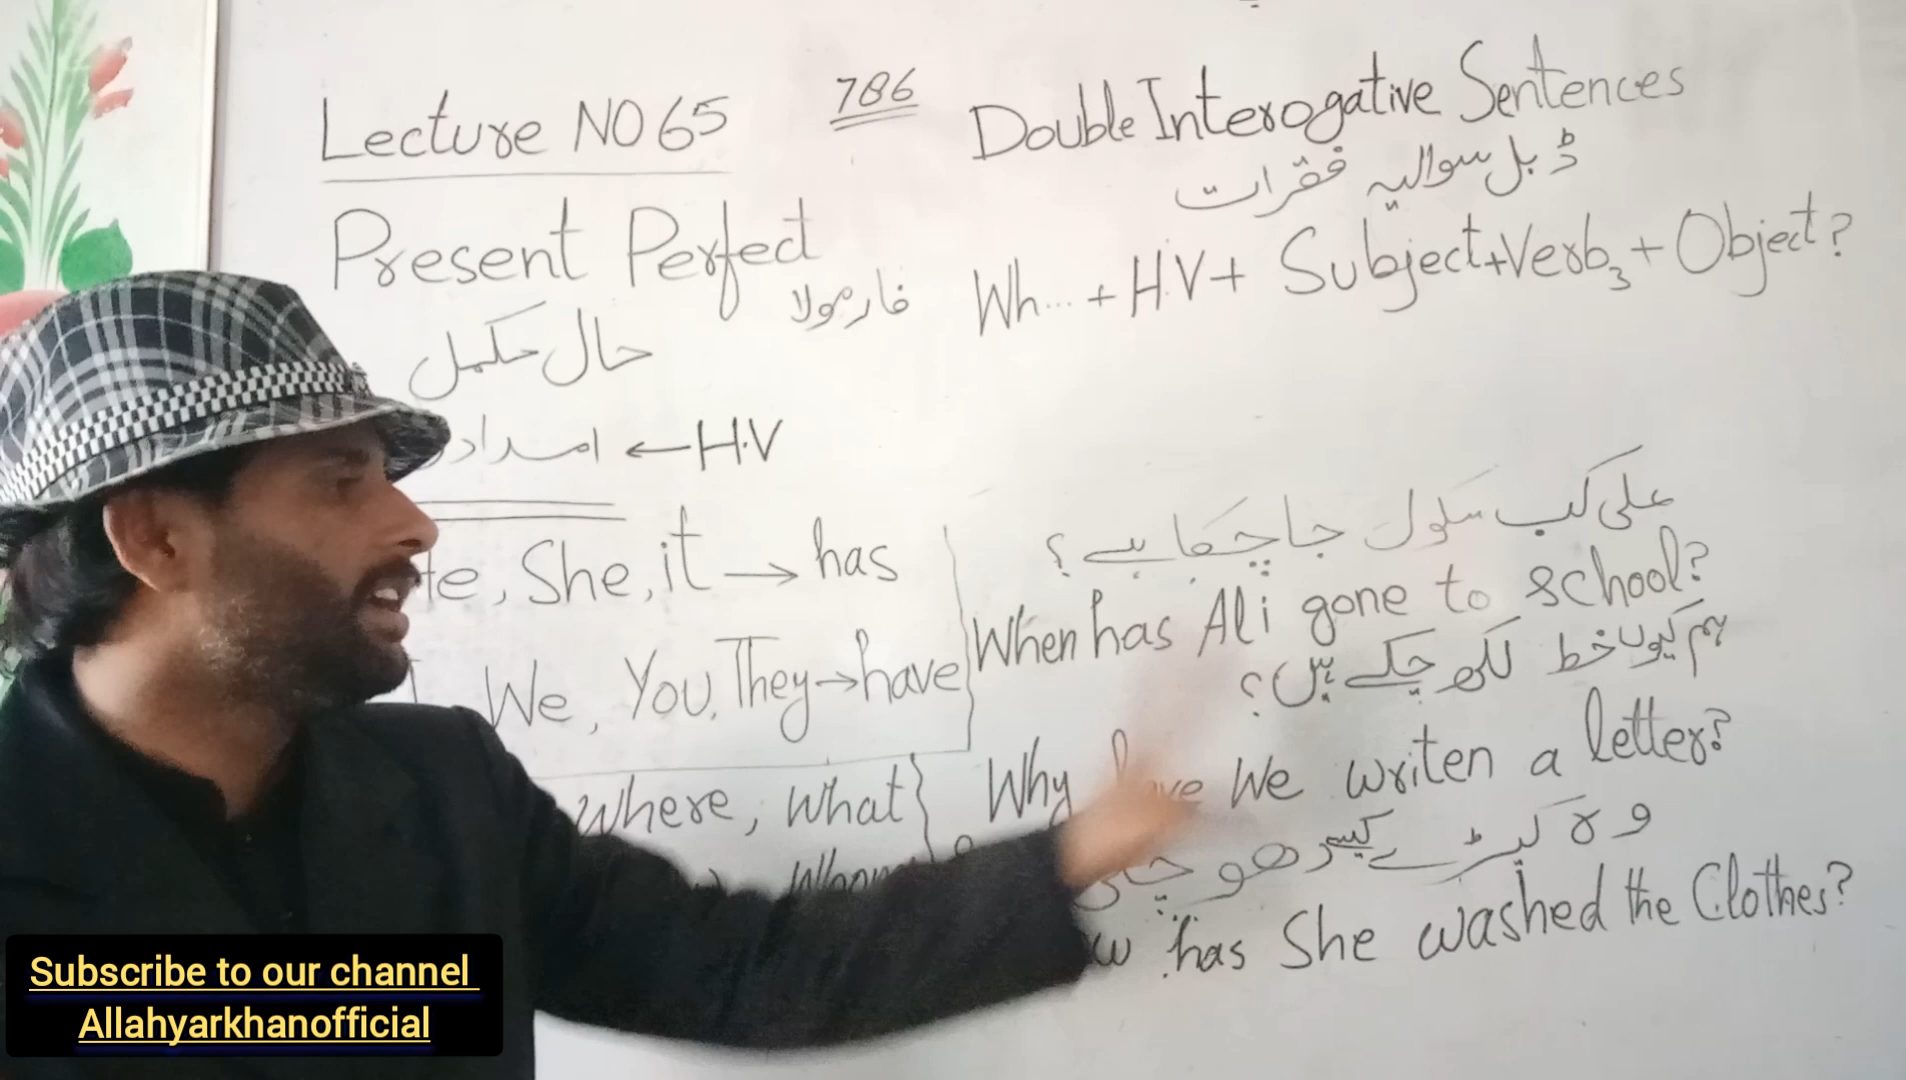 Lecture NO 65
786
Present Perfect
حال مکمل
امداد ← H.V
He, She, it → has
We, You, They → have
Where, What
Whom
Double Interogative Sentences
ڈبل سوالیہ فقرات
فارمولا Wh... + H.V + Subject + Verb3 + Object?
علی کب سکول جا چکا ہے؟
When has Ali gone to school?
ہم کیوں خط لکھ چکے ہیں؟
Why have We writen a letter?
وہ کپڑے کیسے دھو چکی
has She washed the Clothes?
Subscribe to our channel
Allahyarkhanofficial